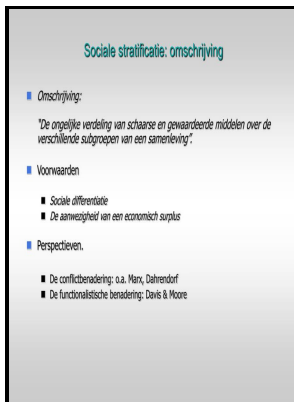 Sociale stratificatie: omschrijving
Omschrijving:
"De ongelijke verdeling van schaarse en gewaardeerde middelen over de
verschillende subgroepen van een samenleving".
Voorwaarden
Sociale differentiatie
De aanwezigheid van een economisch surplus
Perspectieven.
De conflictbenadering: o.a. Marx, Dahrendorf
De functionalistische benadering: Davis & Moore